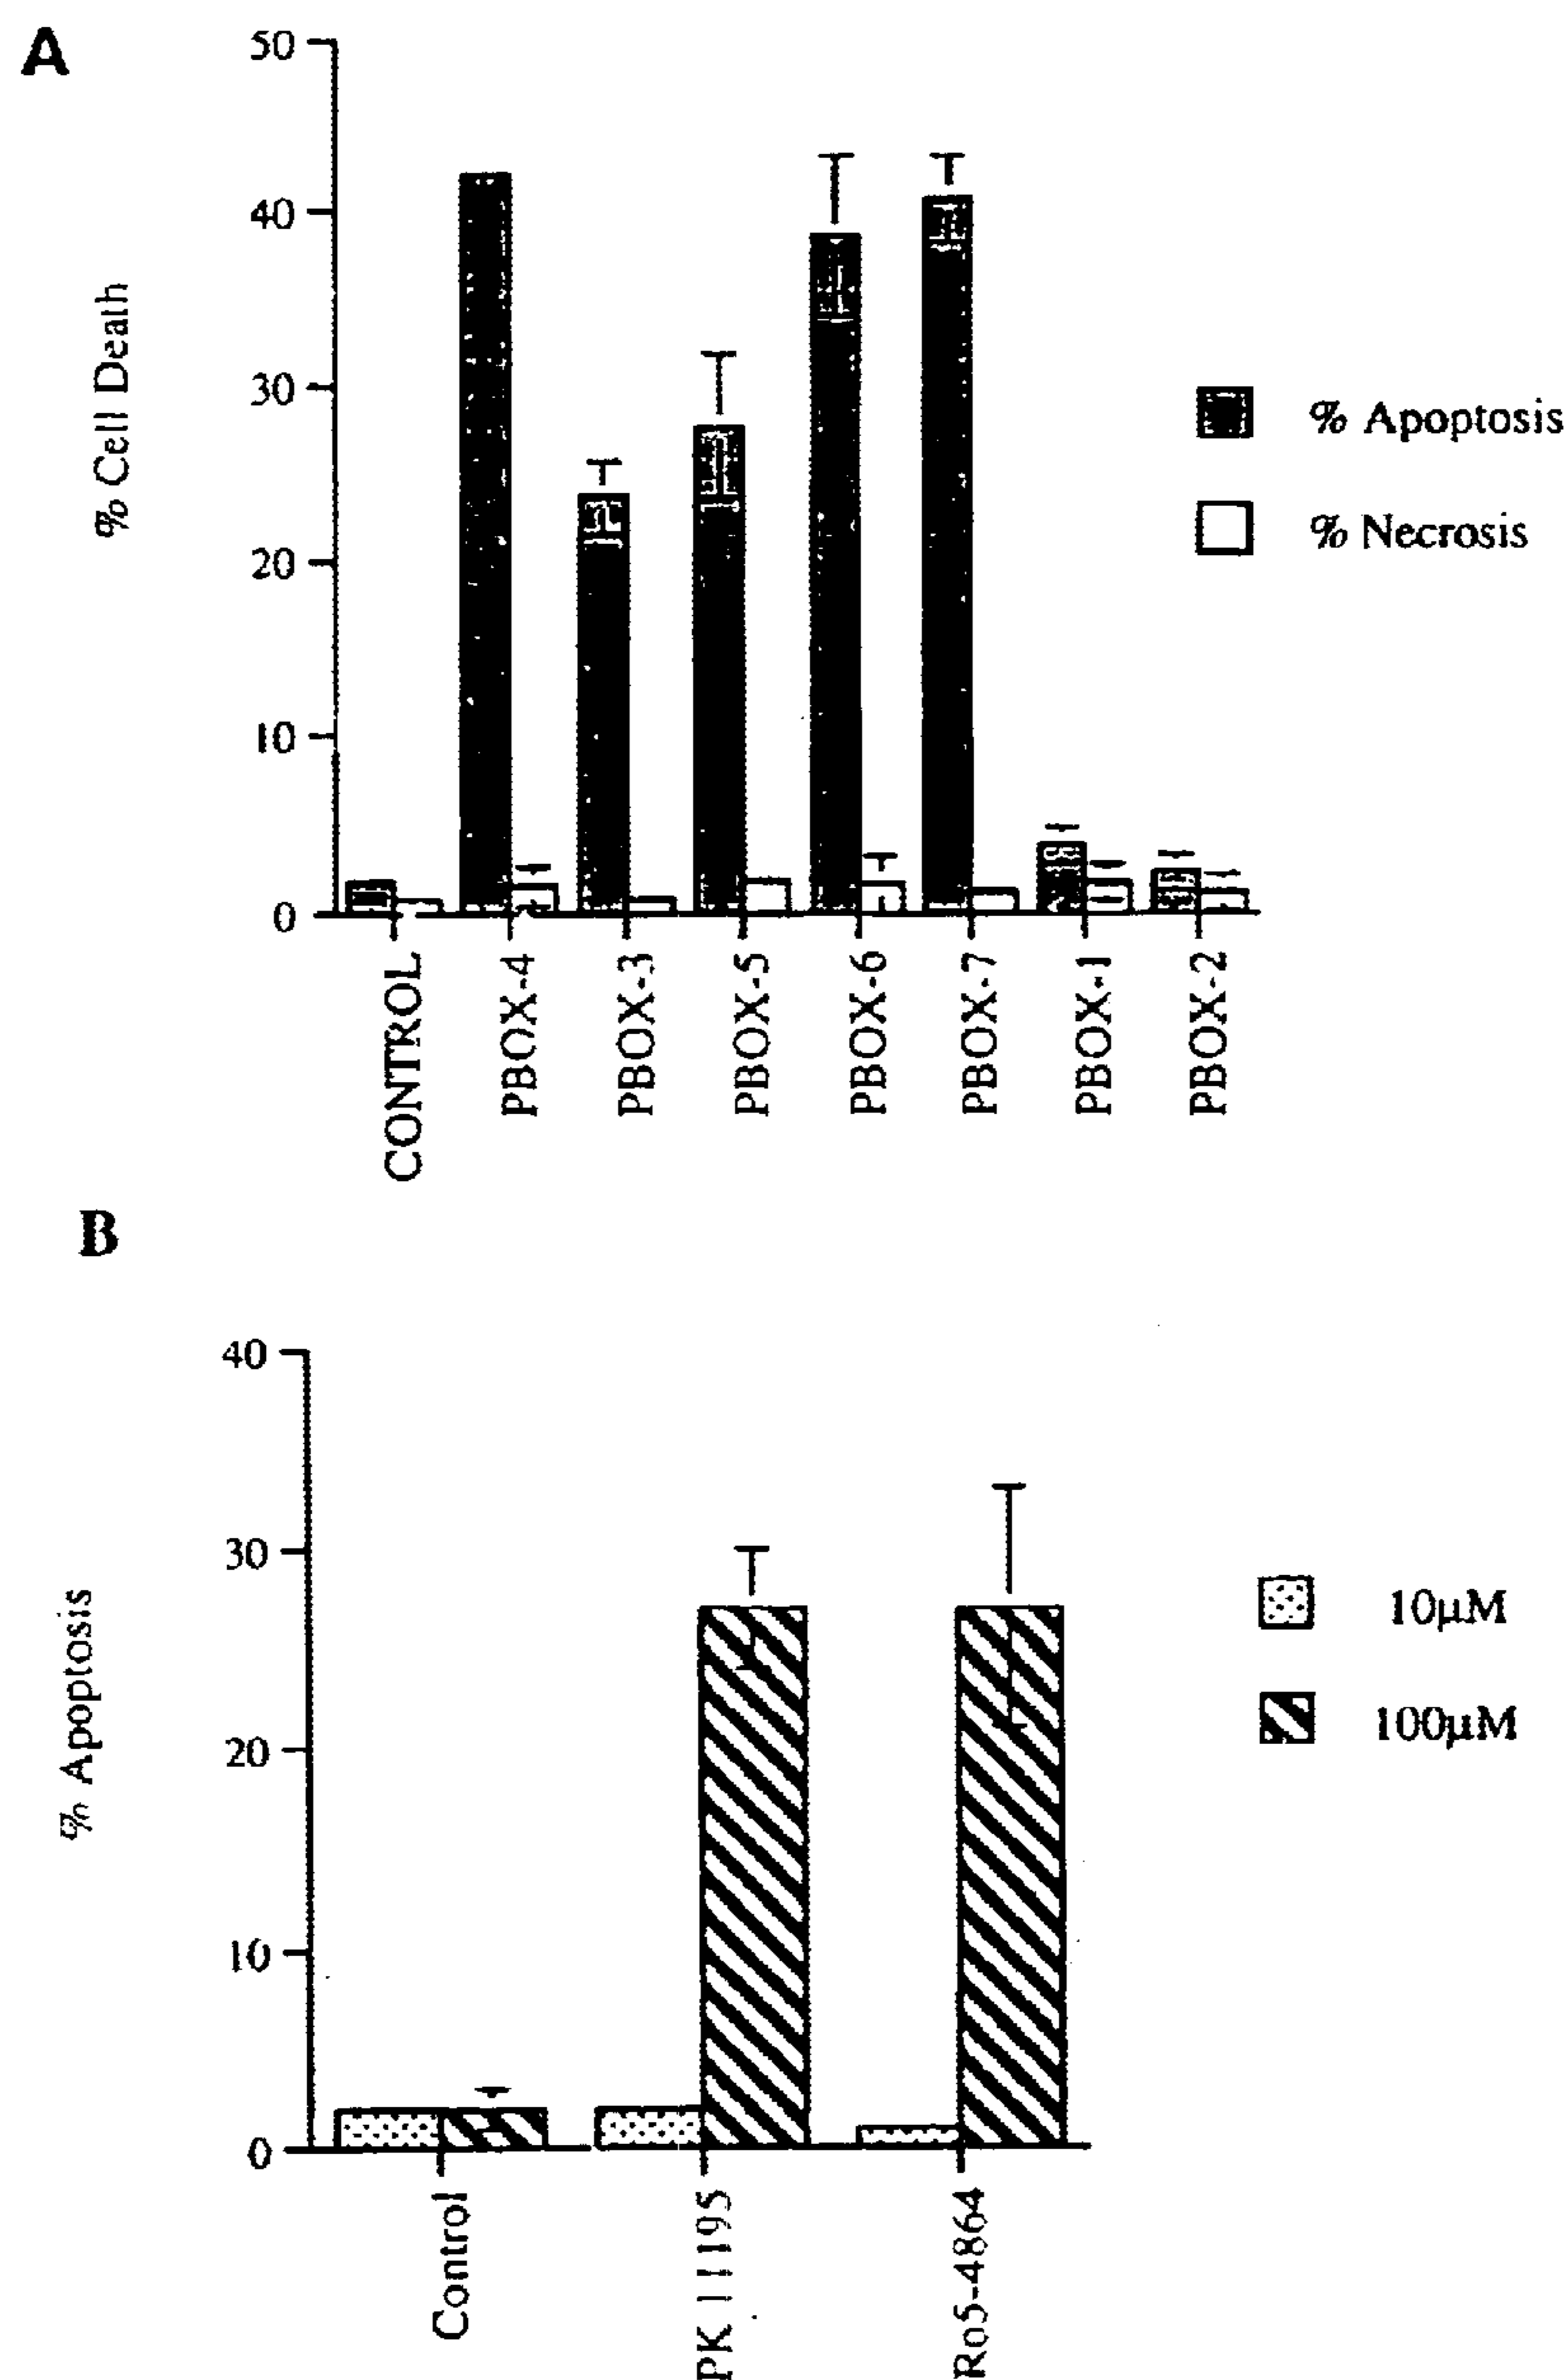 A
50
40
30
20
10
0
% Cell Death
% Apoptosis
% Necrosis
CONTROL
PBOX-4
PBOX-3
PBOX-5
PBOX-6
PBOX-7
PBOX-1
PBOX-2
B
40
30
20
10
0
% Apoptosis
10µM
100µM
Control
PK 11195
Ro5-4864